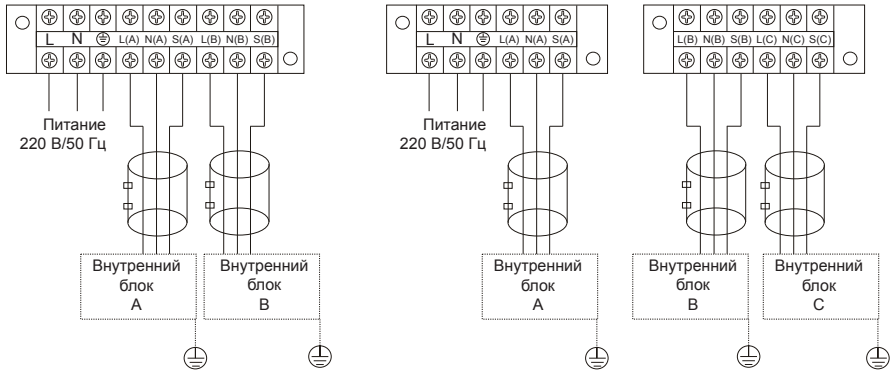 L N L(A) N(A) S(A) L(B) N(B) S(B)
Питание
220 В/50 Гц
Внутренний
блок
A
Внутренний
блок
B
L N L(A) N(A) S(A)
Питание
220 В/50 Гц
Внутренний
блок
A
L(B) N(B) S(B) L(C) N(C) S(C)
Внутренний
блок
B
Внутренний
блок
C